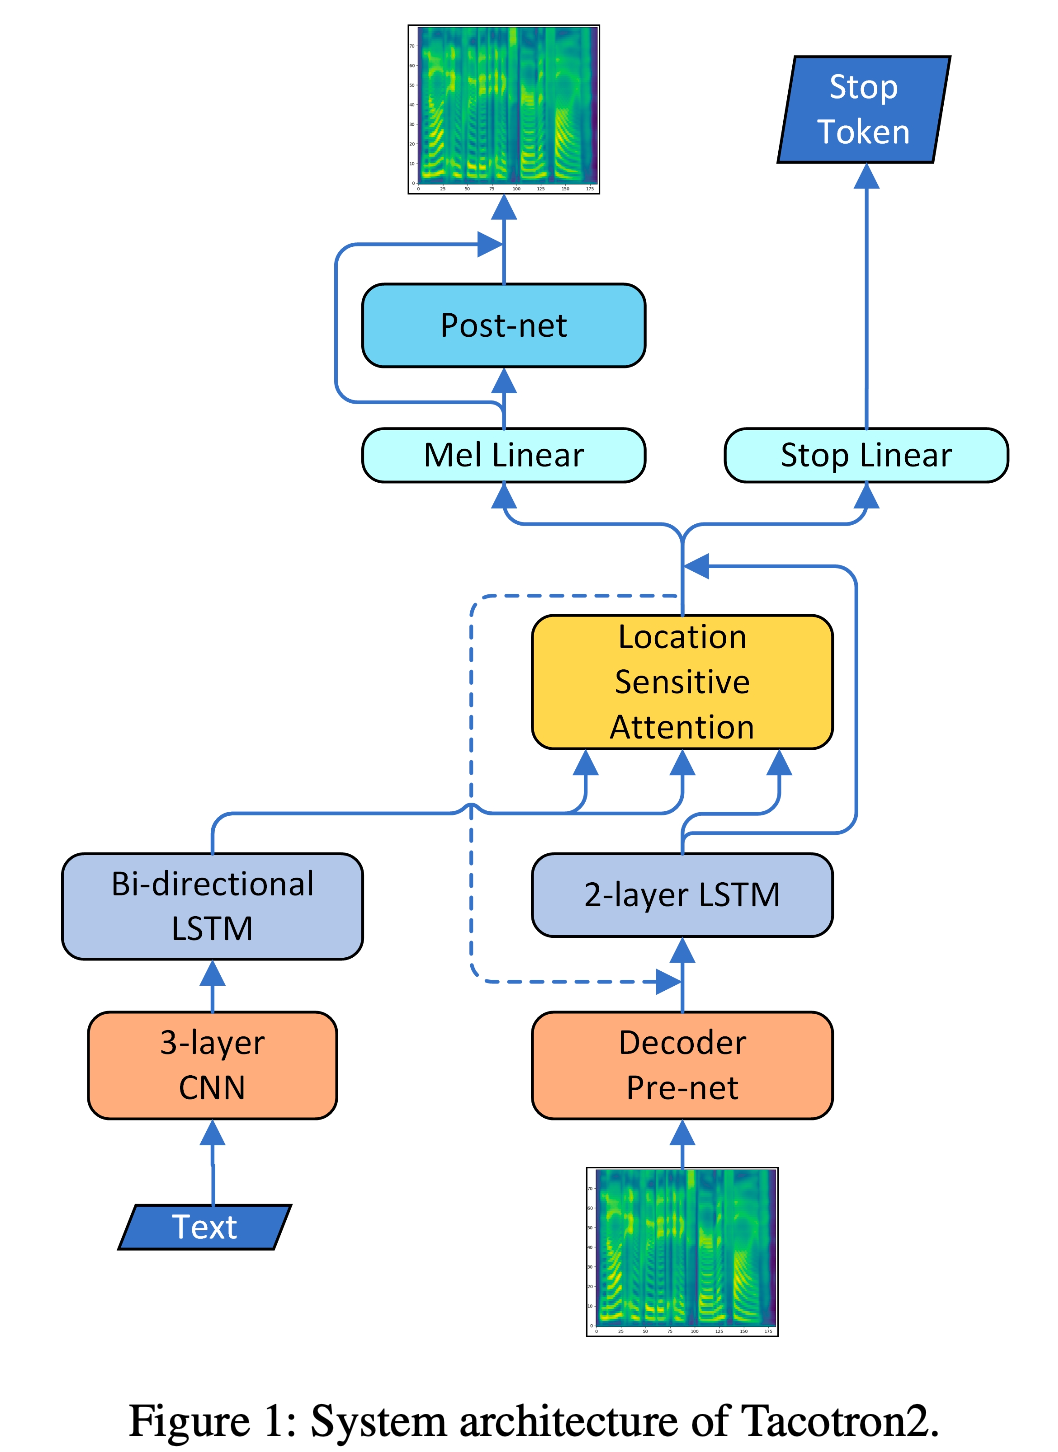 Stop
Token
Post-net
Mel Linear
Stop Linear
Location
Sensitive
Attention
Bi-directional
LSTM
2-layer LSTM
3-layer
CNN
Decoder
Pre-net
Text
Figure 1: System architecture of Tacotron2.